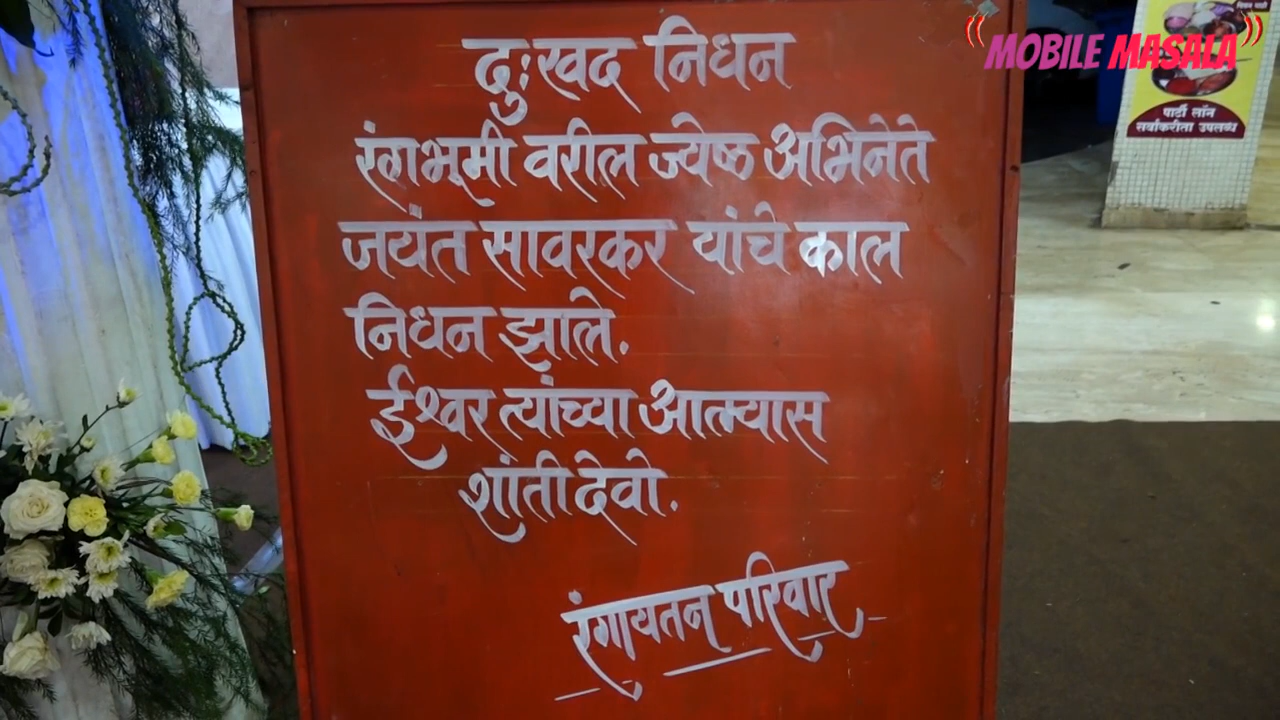 दुःखद निधन
रंगभूमी वरील ज्येष्ठ अभिनेते
जयंत सावरकर यांचे काल
निधन झाले.
ईश्वर त्यांच्या आत्म्यास
शांती देवो.
रंगायतन परिवार
MOBILE MASALA
पार्टी लॉन
सर्वांकरीता उपलब्ध